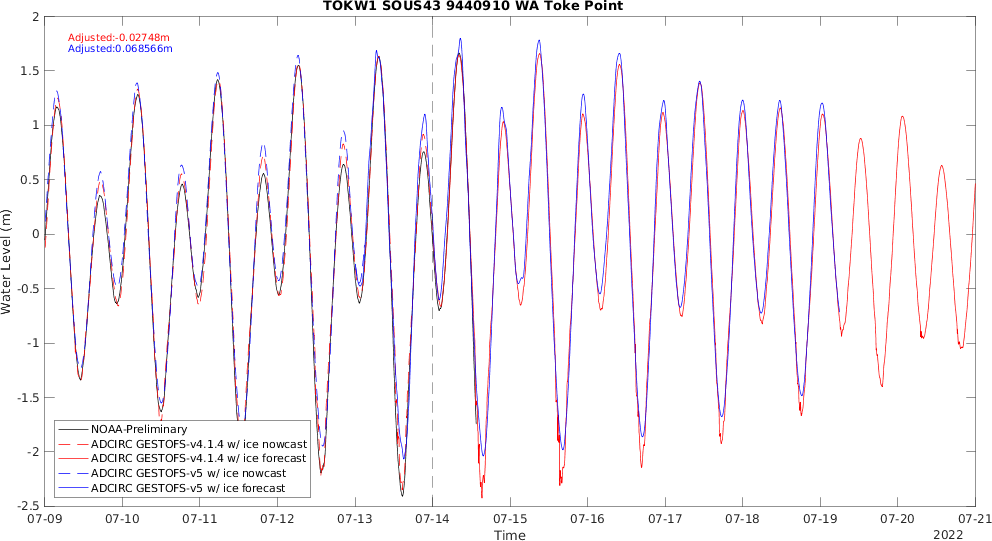 TOKW1 SOUS43 9440910 WA Toke Point
Adjusted:-0.02748m
Adjusted:0.068566m
Water Level (m)
2
1.5
1
0.5
0
-0.5
-1
-1.5
-2
-2.5
NOAA-Preliminary
ADCIRC GESTOFS-v4.1.4 w/ ice nowcast
ADCIRC GESTOFS-v4.1.4 w/ ice forecast
ADCIRC GESTOFS-v5 w/ ice nowcast
ADCIRC GESTOFS-v5 w/ ice forecast
07-09 07-10 07-11 07-12 07-13 07-14 07-15 07-16 07-17 07-18 07-19 07-20 07-21
Time
2022